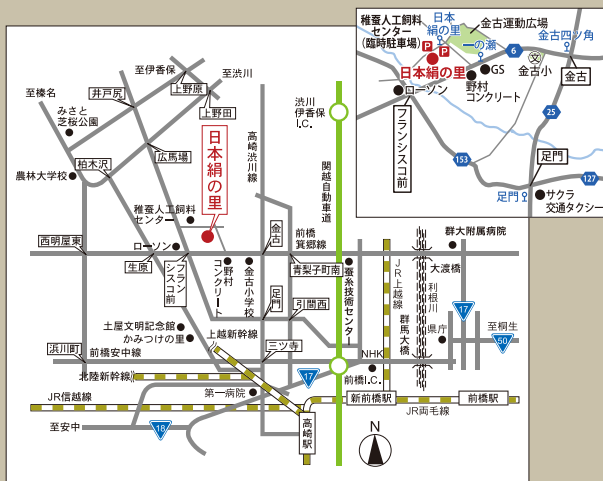 稚蚕人工飼料
センター
(臨時駐車場)
日本
絹の里
金古運動広場
金古四ツ角
P
P
一の瀬
6
文
金古小
日本絹の里
GS
野村
コンクリート
ローソン
金古
フランシスコ前
25
153
足門
127
足門
サクラ
交通タクシー
至伊香保
至渋川
至榛名
井戸尻
上野原
上野田
みさと
芝桜公園
高崎渋川線
渋川
伊香保
I.C.
柏木沢
広馬場
日本絹の里
農林大学校
関越自動車道
稚蚕人工飼料
センター
金古
前橋
箕郷線
群大附属病院
西明屋東
ローソン
大渡橋
生原
フラン
シスコ前
野村
コンクリート
金古小学校
足門
青梨子町南
引間西
蚕糸技術センター
JR上越線
利根川
群馬大橋
県庁
17
至桐生
50
土屋文明記念館
かみつけの里
上越新幹線
浜川町
前橋安中線
三ツ寺
NHK
北陸新幹線
17
前橋I.C.
第一病院
JR信越線
新前橋駅
前橋駅
JR両毛線
至安中
18
高崎駅
N